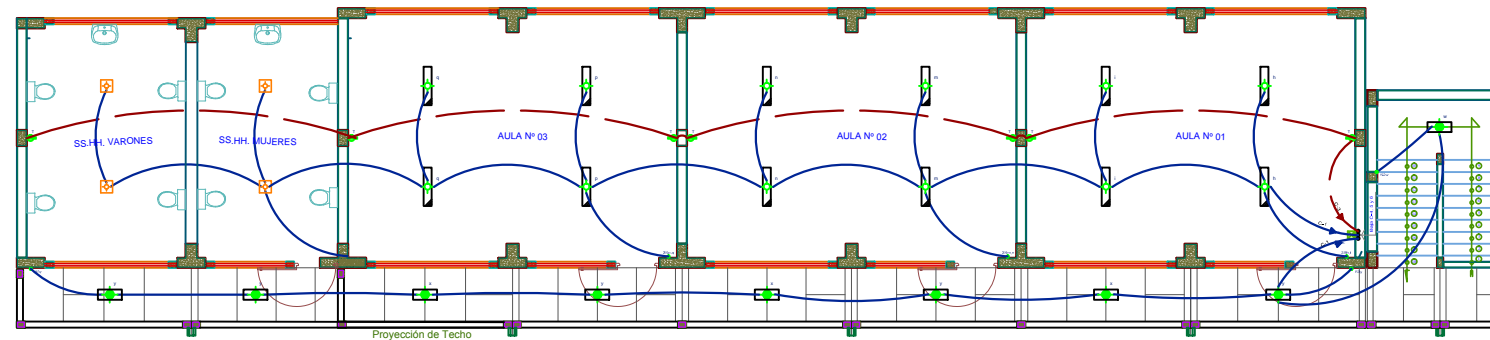 SS.HH. VARONES
SS.HH. MUJERES
AULA Nº 03
AULA Nº 02
AULA Nº 01
q
p
n
m
i
h
q
p
n
m
i
h
Proyección de Techo